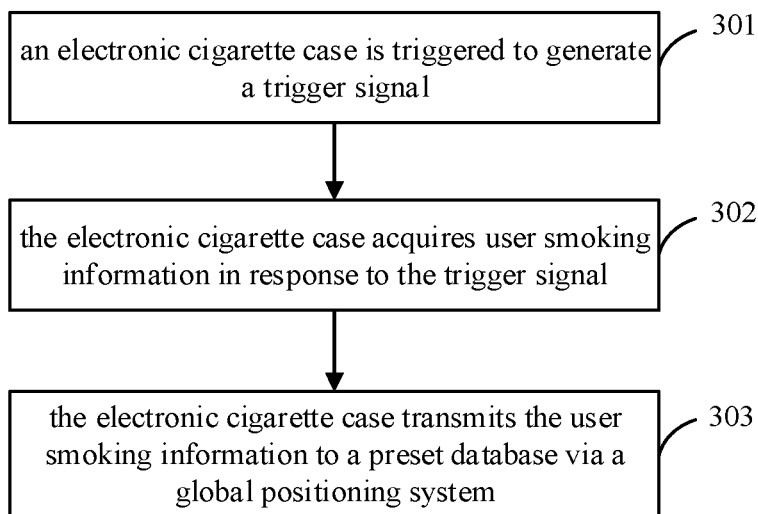 an electronic cigarette case is triggered to generate
a trigger signal
301
the electronic cigarette case acquires user smoking
information in response to the trigger signal
302
the electronic cigarette case transmits the user
smoking information to a preset database via a
global positioning system
303